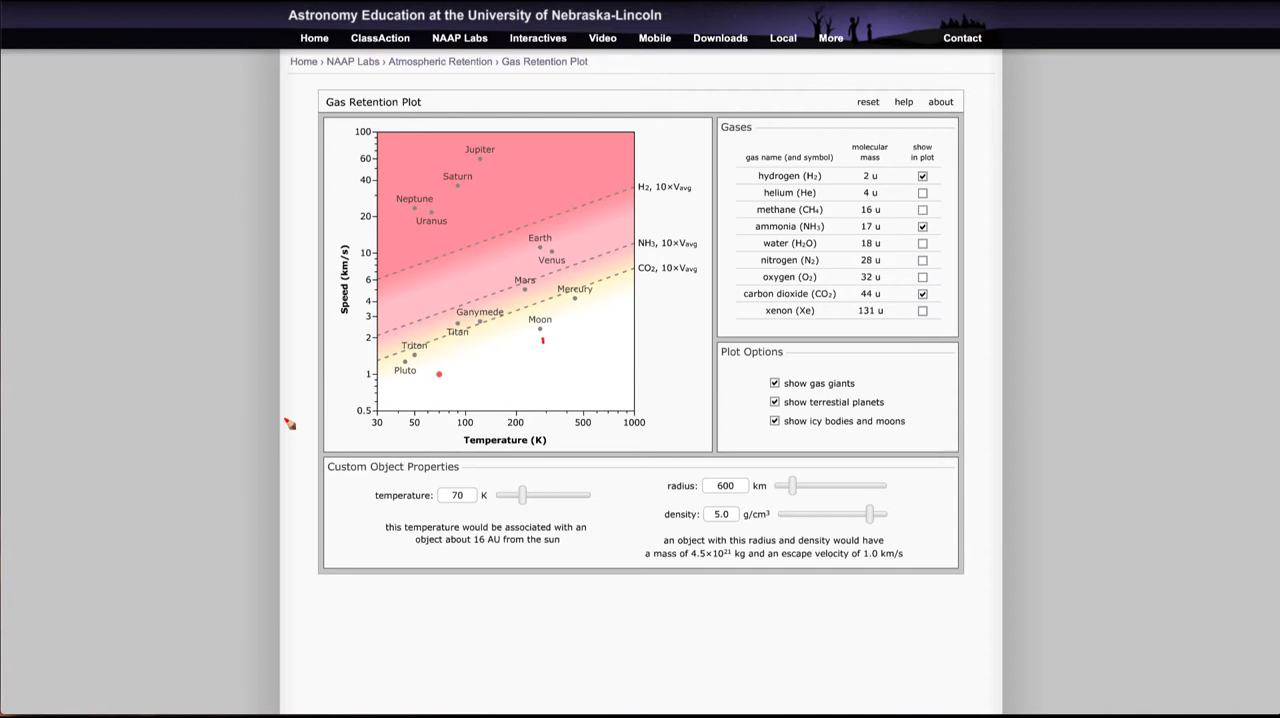 Astronomy Education at the University of Nebraska-Lincoln
Home ClassAction NAAP Labs Interactives Video Mobile Downloads Local More Contact
Home › NAAP Labs › Atmospheric Retention › Gas Retention Plot
Gas Retention Plot reset help about
100
60
40
20
10
6
4
3
2
1
0.5
Speed (km/s)
Jupiter
Saturn
Neptune
Uranus
Earth
Venus
Mars
Mercury
Ganymede
Titan
Moon
Triton
Pluto
H₂, 10×Vavg
NH₃, 10×Vavg
CO₂, 10×Vavg
30 50 100 200 500 1000
Temperature (K)
Gases
gas name (and symbol) molecular mass show in plot
hydrogen (H₂) 2 u
helium (He) 4 u
methane (CH₄) 16 u
ammonia (NH₃) 17 u
water (H₂O) 18 u
nitrogen (N₂) 28 u
oxygen (O₂) 32 u
carbon dioxide (CO₂) 44 u
xenon (Xe) 131 u
Plot Options
show gas giants
show terrestial planets
show icy bodies and moons
Custom Object Properties
temperature: 70 K
this temperature would be associated with an
object about 16 AU from the sun
radius: 600 km
density: 5.0 g/cm³
an object with this radius and density would have
a mass of 4.5×10²¹ kg and an escape velocity of 1.0 km/s